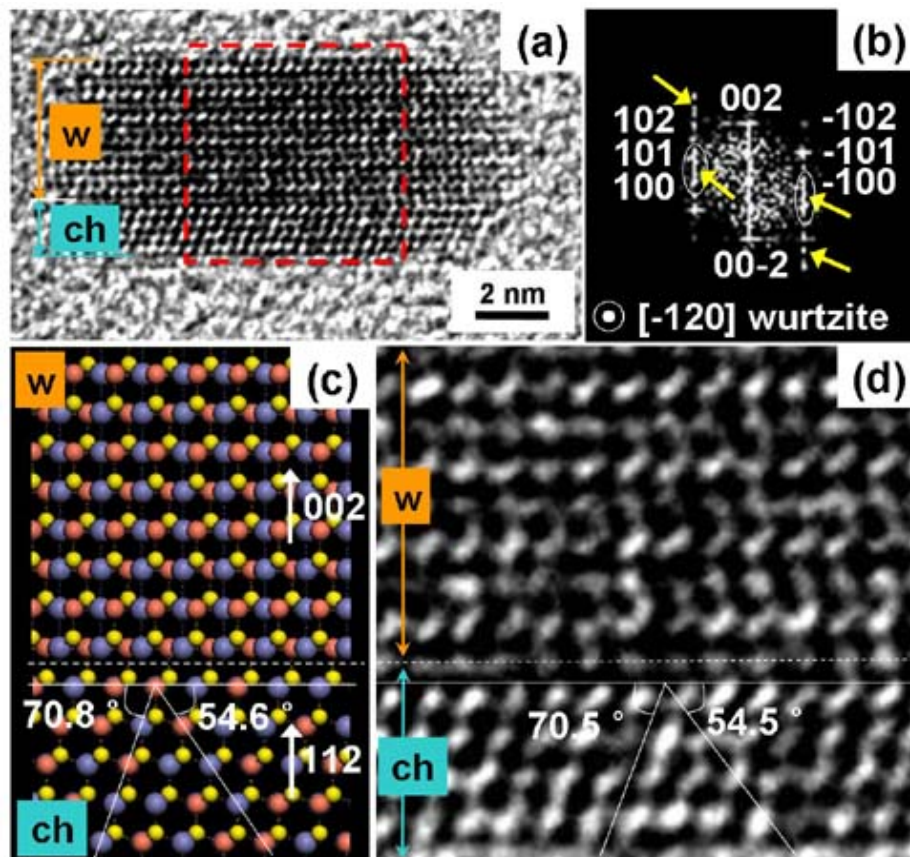 (a)
w
ch
2 nm
(b)
002
102
-102
101
-101
100
-100
00-2
[-120] wurtzite
w
(c)
002
70.8 °
54.6 °
112
ch
(d)
w
70.5 °
54.5 °
ch